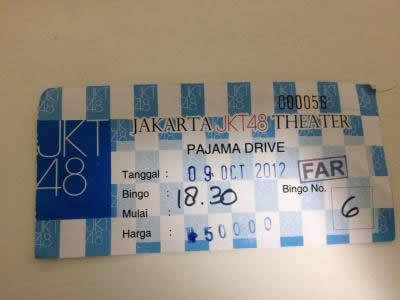 000056
JKT
48
JAKARTA JKT48 THEATER
PAJAMA DRIVE
Tanggal : 09 OCT 2012 FAR
Bingo : 18.30 Bingo No.
Mulai : 6
Harga : 50000